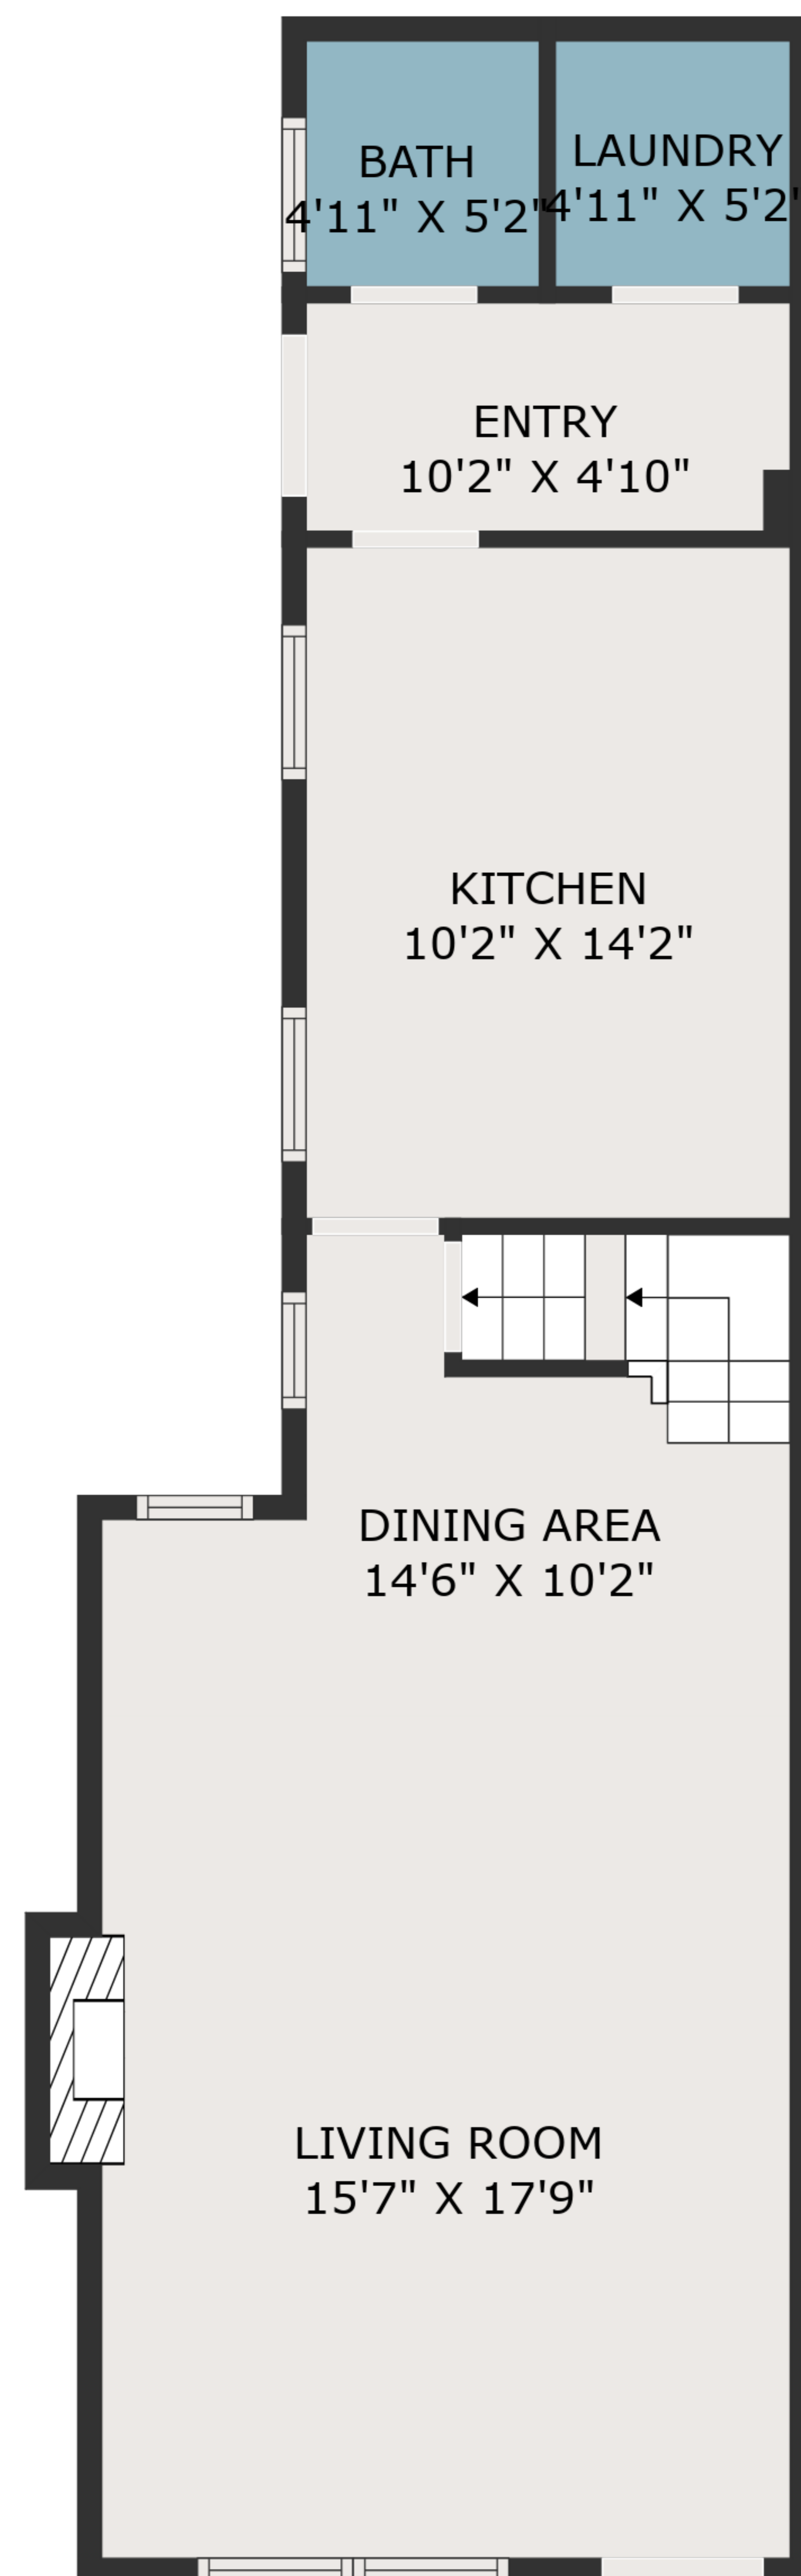 BATH
4'11" X 5'2"
LAUNDRY
4'11" X 5'2"
ENTRY
10'2" X 4'10"
KITCHEN
10'2" X 14'2"
DINING AREA
14'6" X 10'2"
LIVING ROOM
15'7" X 17'9"